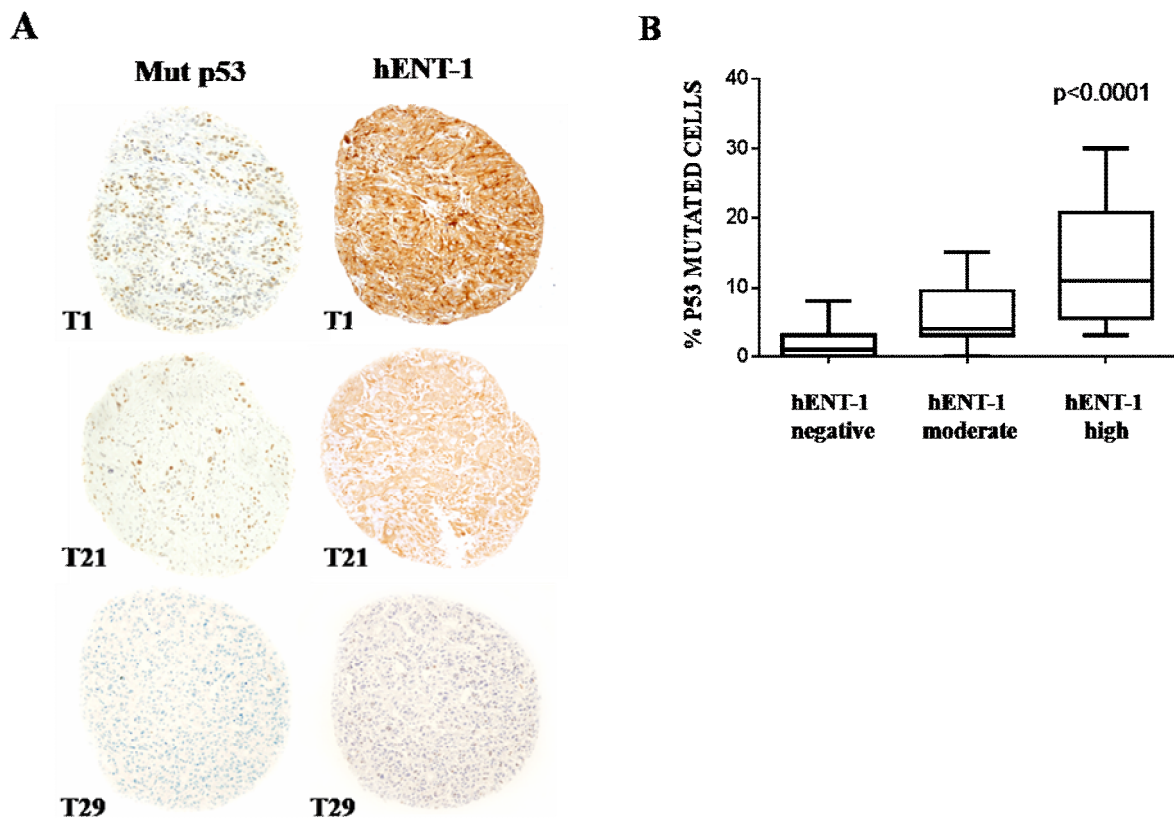 A
Mut p53
hENT-1
T1
T1
T21
T21
T29
T29
B
% P53 MUTATED CELLS
40
30
20
10
0
p<0.0001
hENT-1 negative
hENT-1 moderate
hENT-1 high